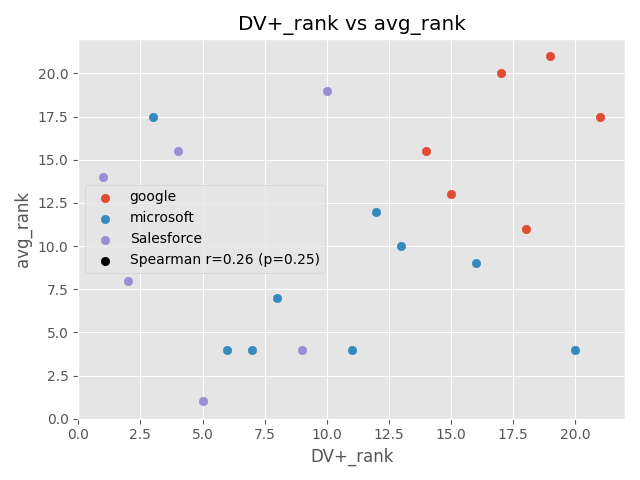 DV+_rank vs avg_rank
avg_rank
20.0
17.5
15.0
12.5
10.0
7.5
5.0
2.5
0.0
google
microsoft
Salesforce
Spearman r=0.26 (p=0.25)
0.0 2.5 5.0 7.5 10.0 12.5 15.0 17.5 20.0
DV+_rank